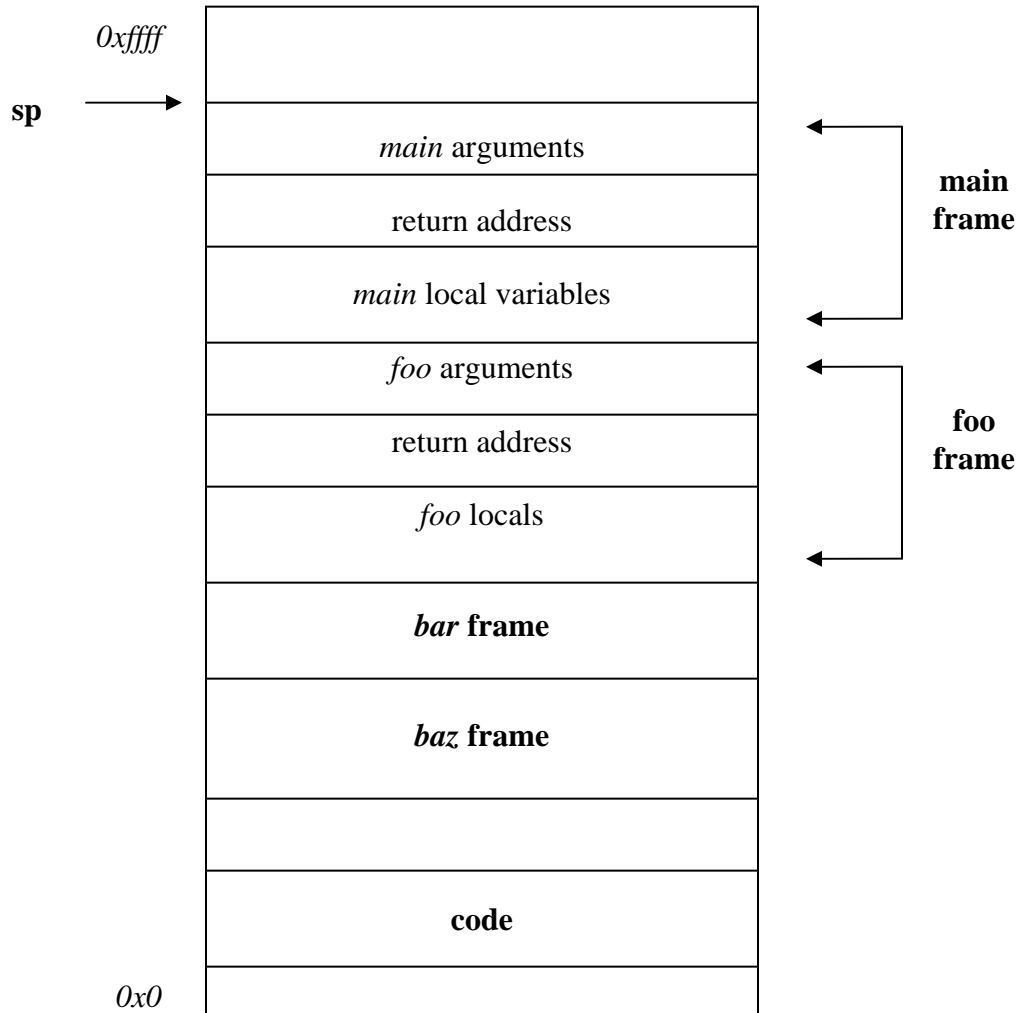 0xffff
sp
main arguments
return address
main local variables
main
frame
foo arguments
return address
foo locals
foo
frame
bar frame
baz frame
code
0x0